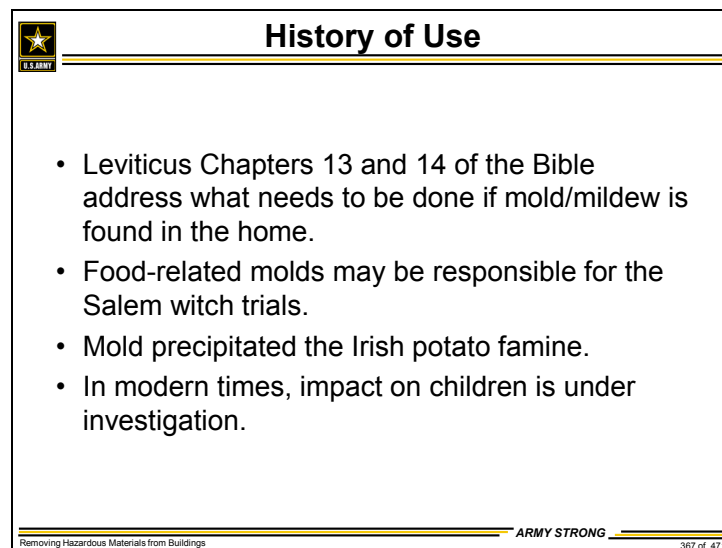 History of Use
U.S.ARMY
• Leviticus Chapters 13 and 14 of the Bible
address what needs to be done if mold/mildew is
found in the home.
• Food-related molds may be responsible for the
Salem witch trials.
• Mold precipitated the Irish potato famine.
• In modern times, impact on children is under
investigation.
ARMY STRONG
Removing Hazardous Materials from Buildings
367 of 47